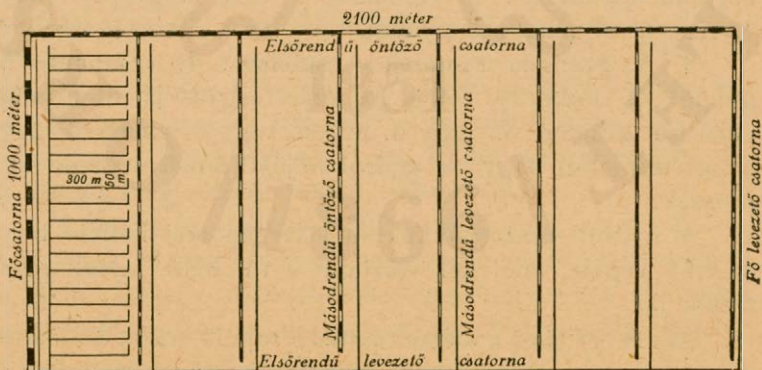 2100 méter
Elsőrendű öntöző csatorna
Főcsatorna 1000 méter
300 m
50 m
Másodrendű öntöző csatorna
Másodrendű levezető csatorna
Fő levezető csatorna
Elsőrendű levezető csatorna